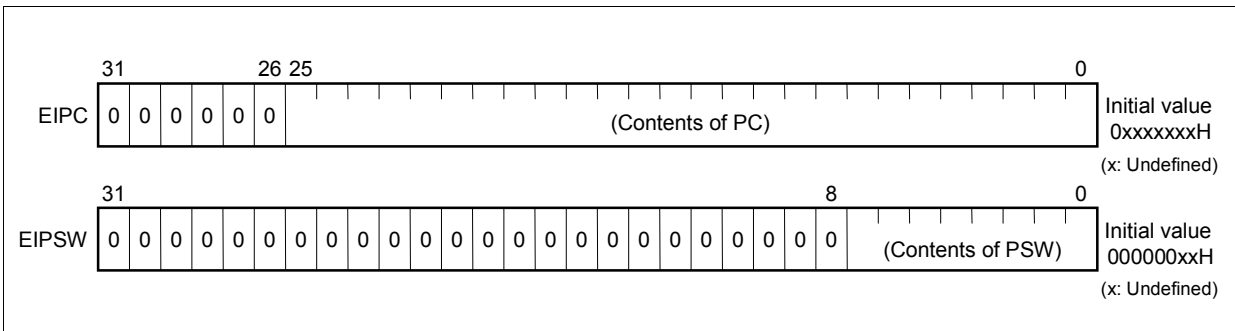 31 26 25 0
EIPC 0 0 0 0 0 0 (Contents of PC) Initial value
0xxxxxxxH
(x: Undefined)
31 8 0
EIPSW 0 0 0 0 0 0 0 0 0 0 0 0 0 0 0 0 0 0 0 0 0 0 0 0 (Contents of PSW) Initial value
000000xxH
(x: Undefined)